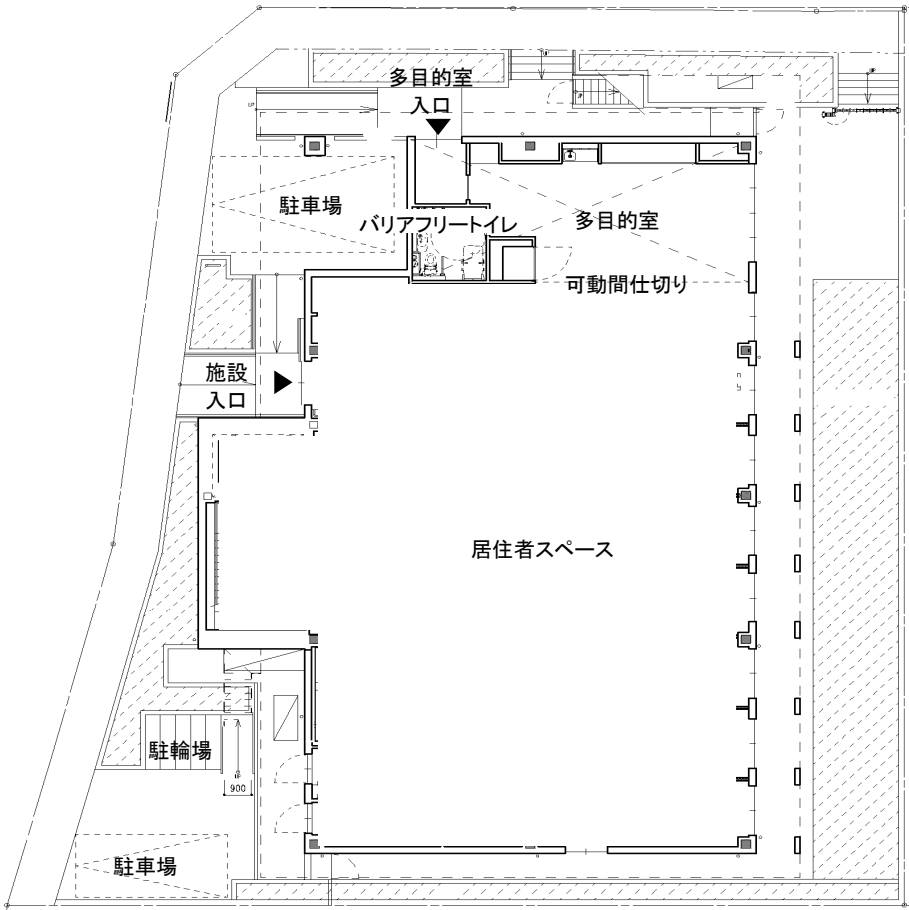 多目的室
入口
駐車場
バリアフリートイレ
多目的室
可動間仕切り
施設
入口
居住者スペース
駐輪場
900
駐車場